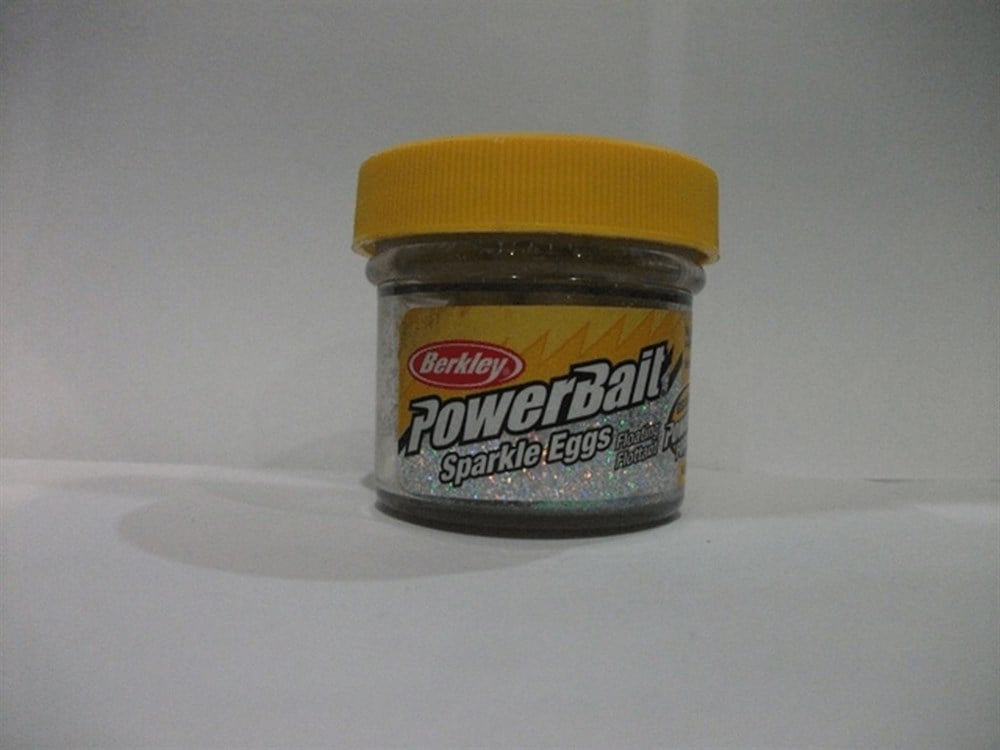 Berkley
PowerBait
Sparkle Eggs
Floating
Flottant